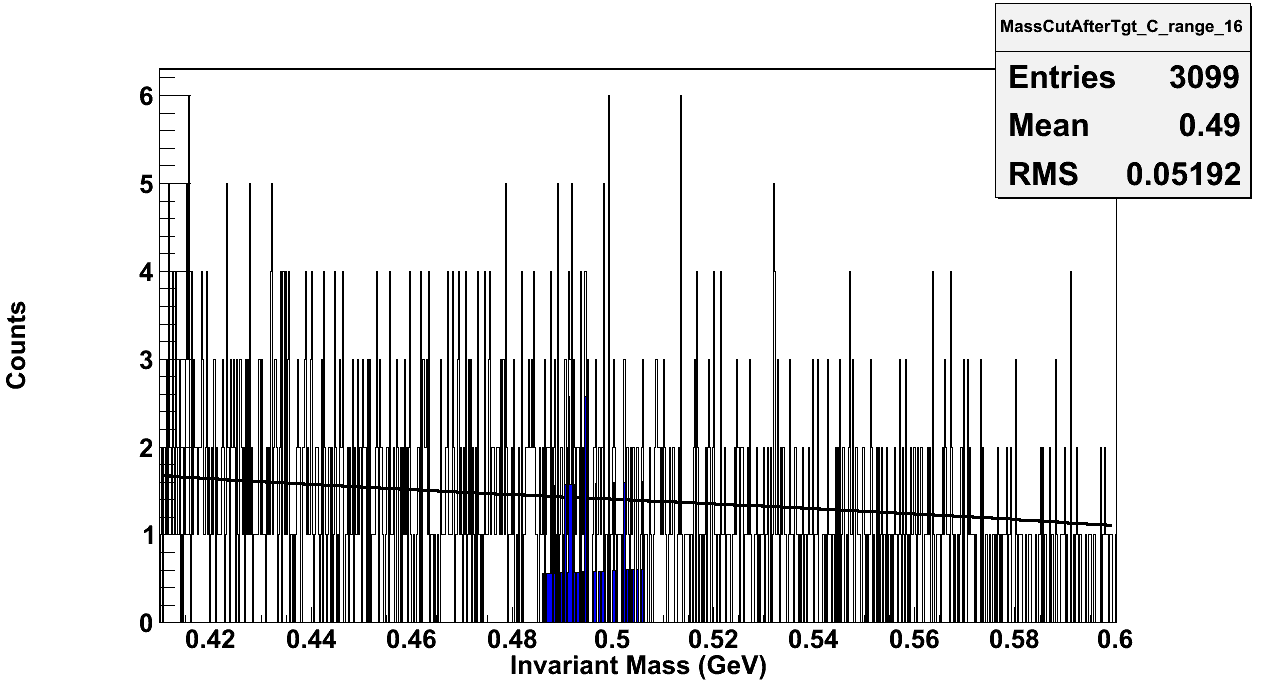 MassCutAfterTgt_C_range_16
Entries 3099
Mean 0.49
RMS 0.05192
6
5
4
3
2
1
0
Counts
0.42 0.44 0.46 0.48 0.5 0.52 0.54 0.56 0.58 0.6
Invariant Mass (GeV)